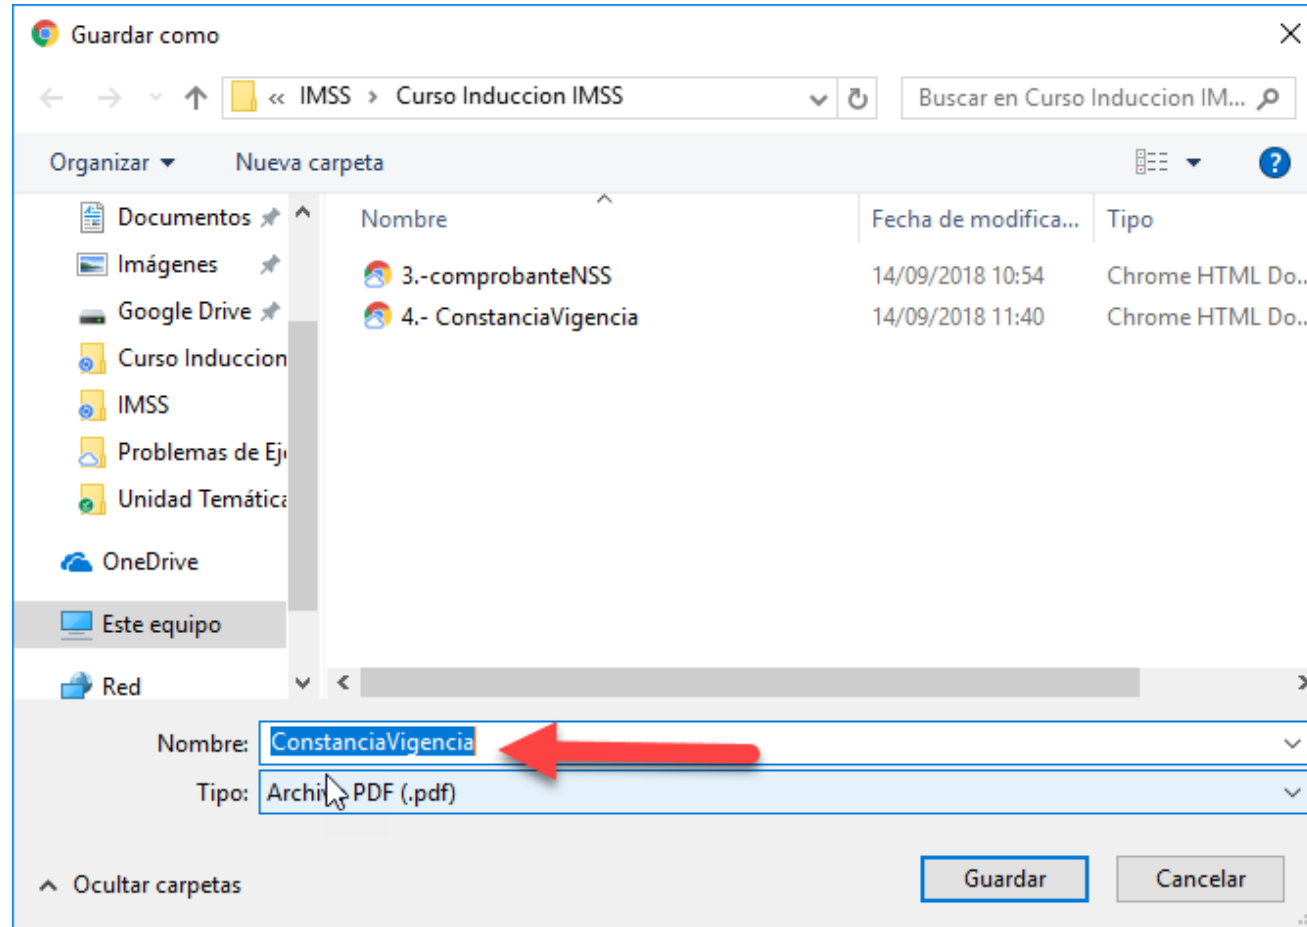 Guardar como
« IMSS > Curso Induccion IMSS
Buscar en Curso Induccion IM...
Organizar
Nueva carpeta
Documentos
Imágenes
Google Drive
Curso Induccion
IMSS
Problemas de Eje
Unidad Temática
OneDrive
Este equipo
Red
Nombre Fecha de modifica... Tipo
3.-comprobanteNSS 14/09/2018 10:54 Chrome HTML Do...
4.- ConstanciaVigencia 14/09/2018 11:40 Chrome HTML Do...
Nombre: ConstanciaVigencia
Tipo: Archivo PDF (.pdf)
Ocultar carpetas
Guardar
Cancelar